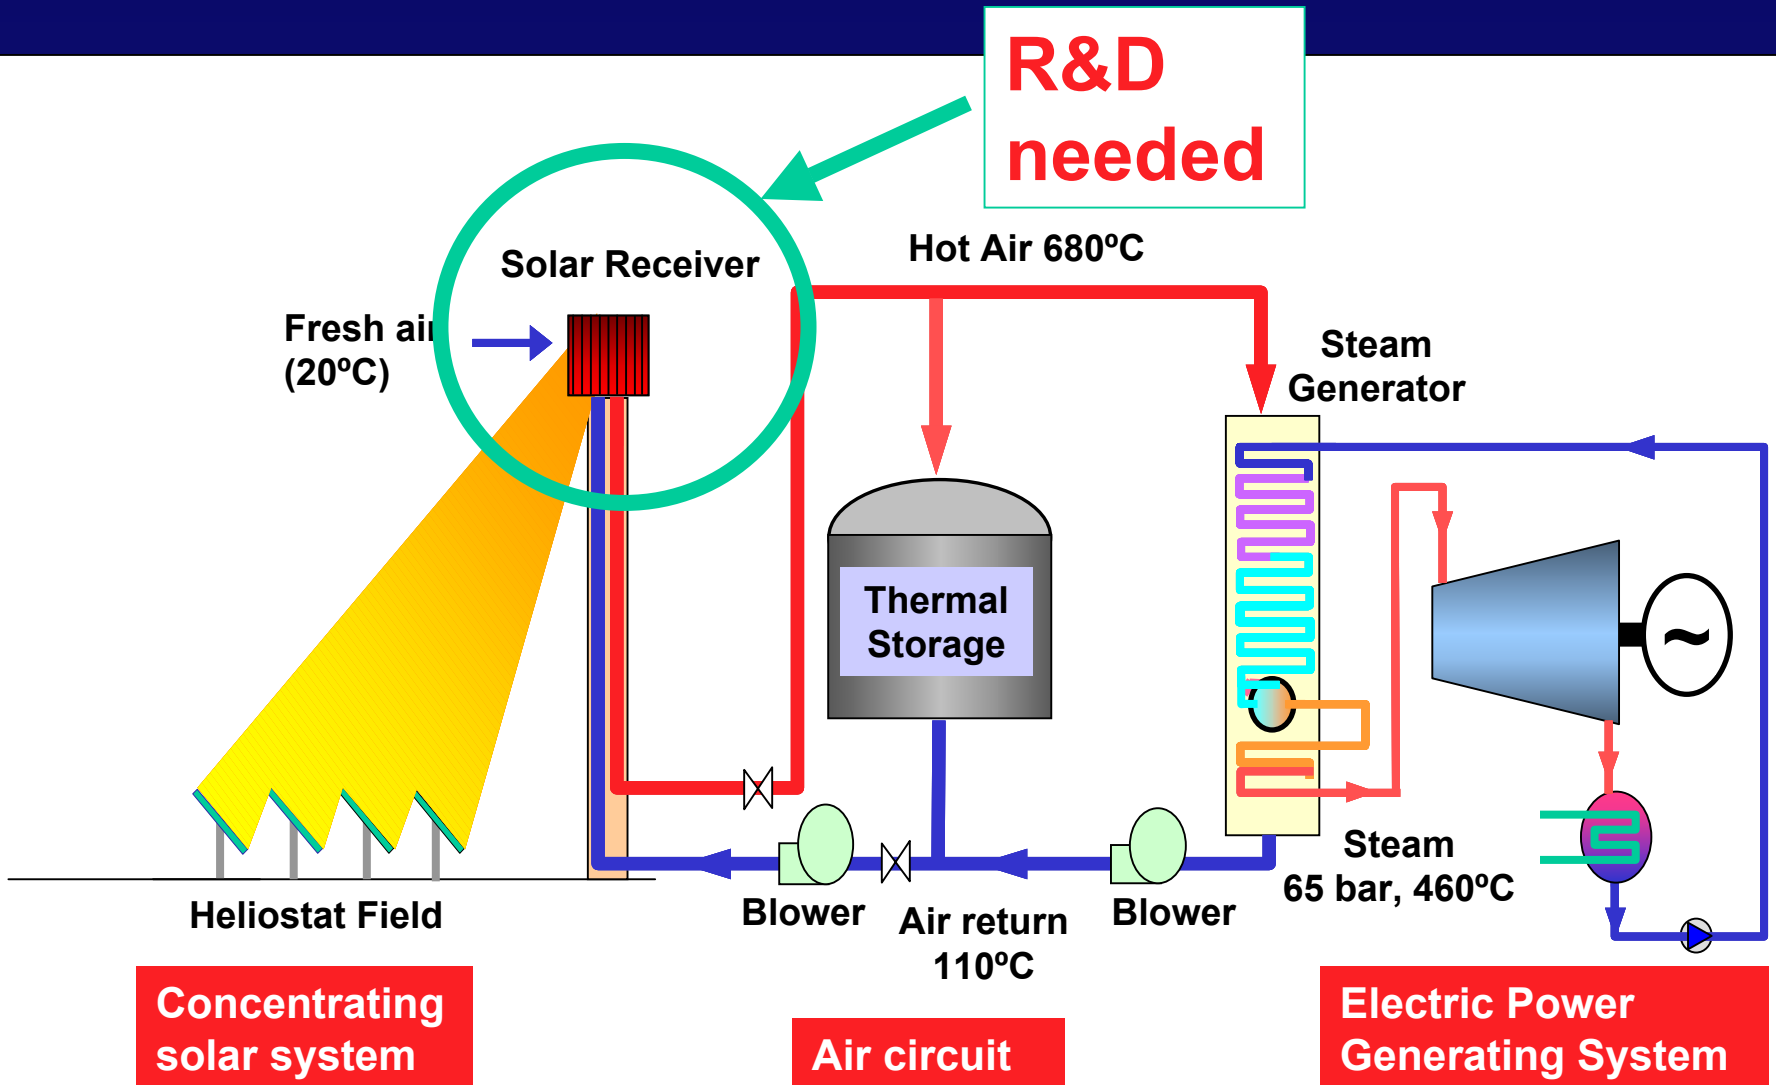 R&D
needed
Hot Air 680ºC
Solar Receiver
Fresh air
(20ºC)
Steam
Generator
Thermal
Storage
~
Steam
65 bar, 460ºC
Heliostat Field
Blower
Air return
110ºC
Blower
Concentrating
solar system
Air circuit
Electric Power
Generating System